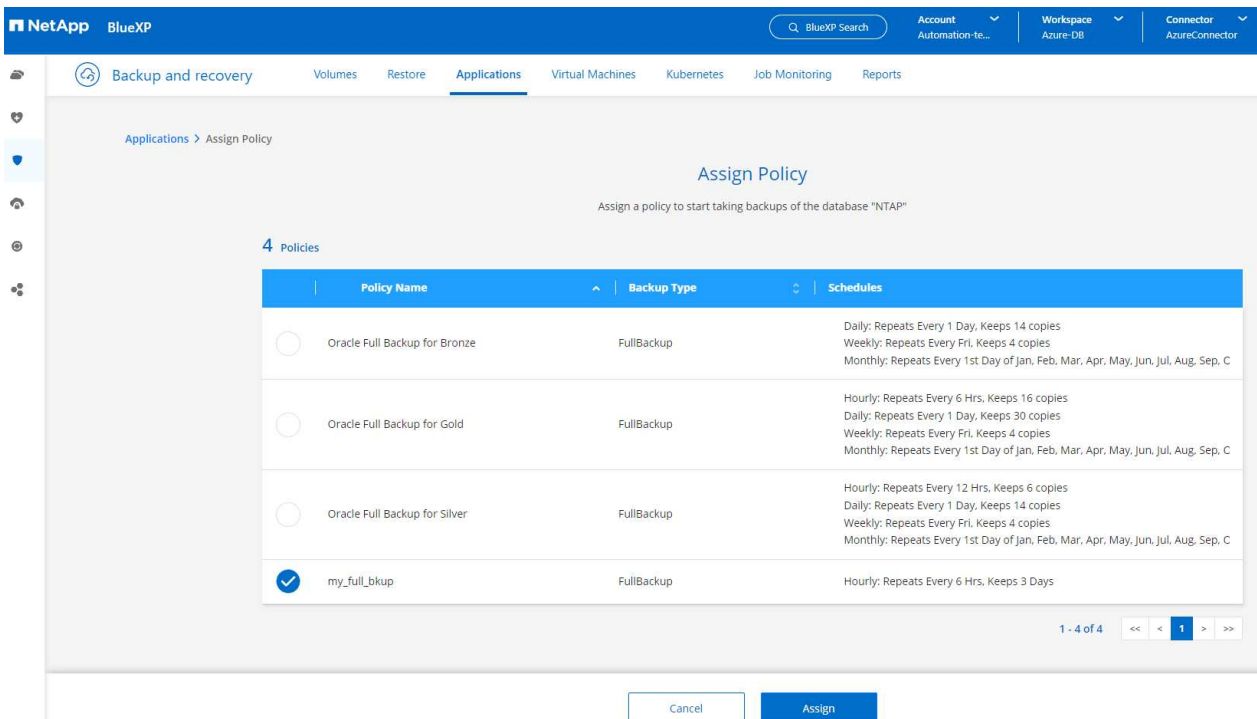 NetApp BlueXP
BlueXP Search
Account
Automation-te...
Workspace
Azure-DB
Connector
AzureConnector
Backup and recovery
Volumes Restore Applications Virtual Machines Kubernetes Job Monitoring Reports
Applications > Assign Policy
Assign Policy
Assign a policy to start taking backups of the database "NTAP"
4 Policies
Policy Name Backup Type Schedules
Oracle Full Backup for Bronze FullBackup
Daily: Repeats Every 1 Day, Keeps 14 copies
Weekly: Repeats Every Fri, Keeps 4 copies
Monthly: Repeats Every 1st Day of Jan, Feb, Mar, Apr, May, Jun, Jul, Aug, Sep, O
Oracle Full Backup for Gold FullBackup
Hourly: Repeats Every 6 Hrs, Keeps 16 copies
Daily: Repeats Every 1 Day, Keeps 30 copies
Weekly: Repeats Every Fri, Keeps 4 copies
Monthly: Repeats Every 1st Day of Jan, Feb, Mar, Apr, May, Jun, Jul, Aug, Sep, O
Oracle Full Backup for Silver FullBackup
Hourly: Repeats Every 12 Hrs, Keeps 6 copies
Daily: Repeats Every 1 Day, Keeps 14 copies
Weekly: Repeats Every Fri, Keeps 4 copies
Monthly: Repeats Every 1st Day of Jan, Feb, Mar, Apr, May, Jun, Jul, Aug, Sep, O
my_full_bkup FullBackup Hourly: Repeats Every 6 Hrs, Keeps 3 Days
1 - 4 of 4 << < 1 > >>
Cancel Assign